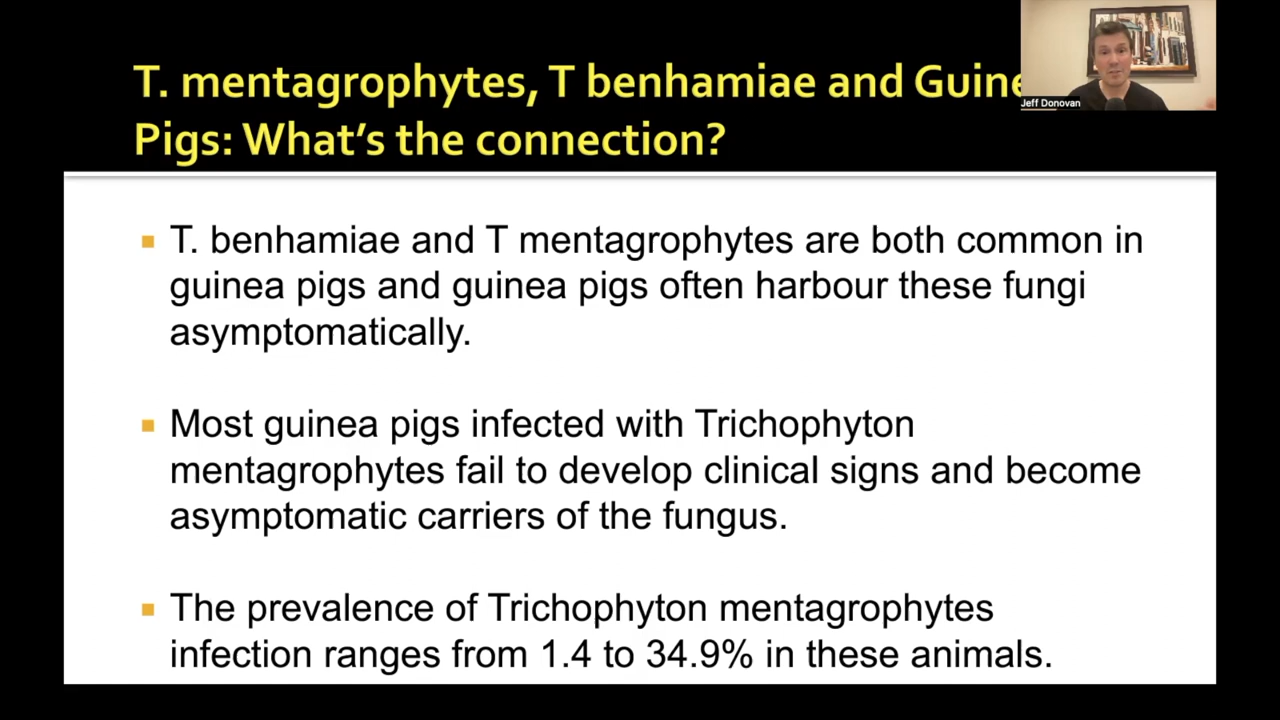 T. mentagrophytes, T benhamiae and Guine
Pigs: What's the connection?
Jeff Donovan
T. benhamiae and T mentagrophytes are both common in
guinea pigs and guinea pigs often harbour these fungi
asymptomatically.
Most guinea pigs infected with Trichophyton
mentagrophytes fail to develop clinical signs and become
asymptomatic carriers of the fungus.
The prevalence of Trichophyton mentagrophytes
infection ranges from 1.4 to 34.9% in these animals.